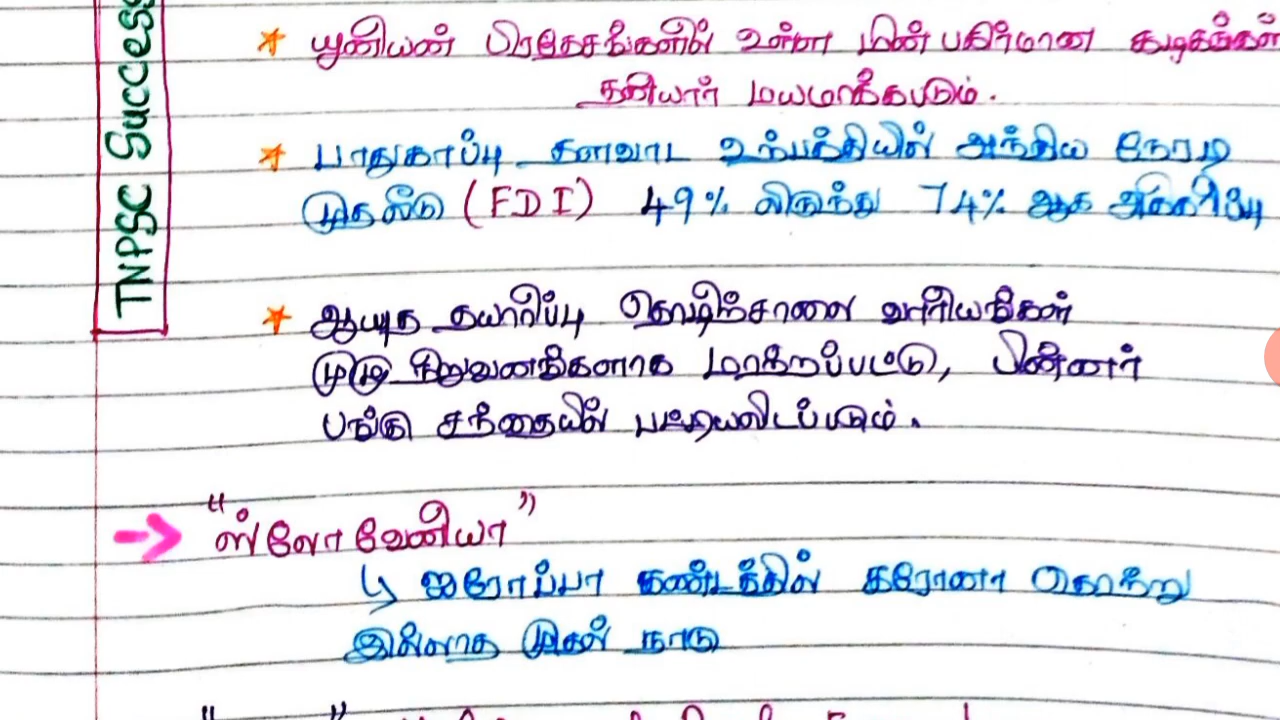 TNPSC Success
* யூனியன் பிரதேசங்களில் உள்ள மின் பகிர்மான கழகங்கள்
தனியார் மயமாக்கபடும்.
* பாதுகாப்பு தளவாட உற்பத்தியில் அந்நிய நேரடி
முதலீடு (FDI) 49% லிருந்து 74% ஆக அதிகரிப்பு
* ஆயுத தயாரிப்பு தொழிற்சாலை வாரியங்கள்
முழு நிறுவனங்களாக மாற்றப்பட்டு, பின்னர்
பங்கு சந்தையில் பட்டியலிடப்படும்.
→ "ஸ்லோவேனியா"
↳ ஐரோப்பா கண்டத்தில் கரோனா தொற்று
இல்லாத முதல் நாடு